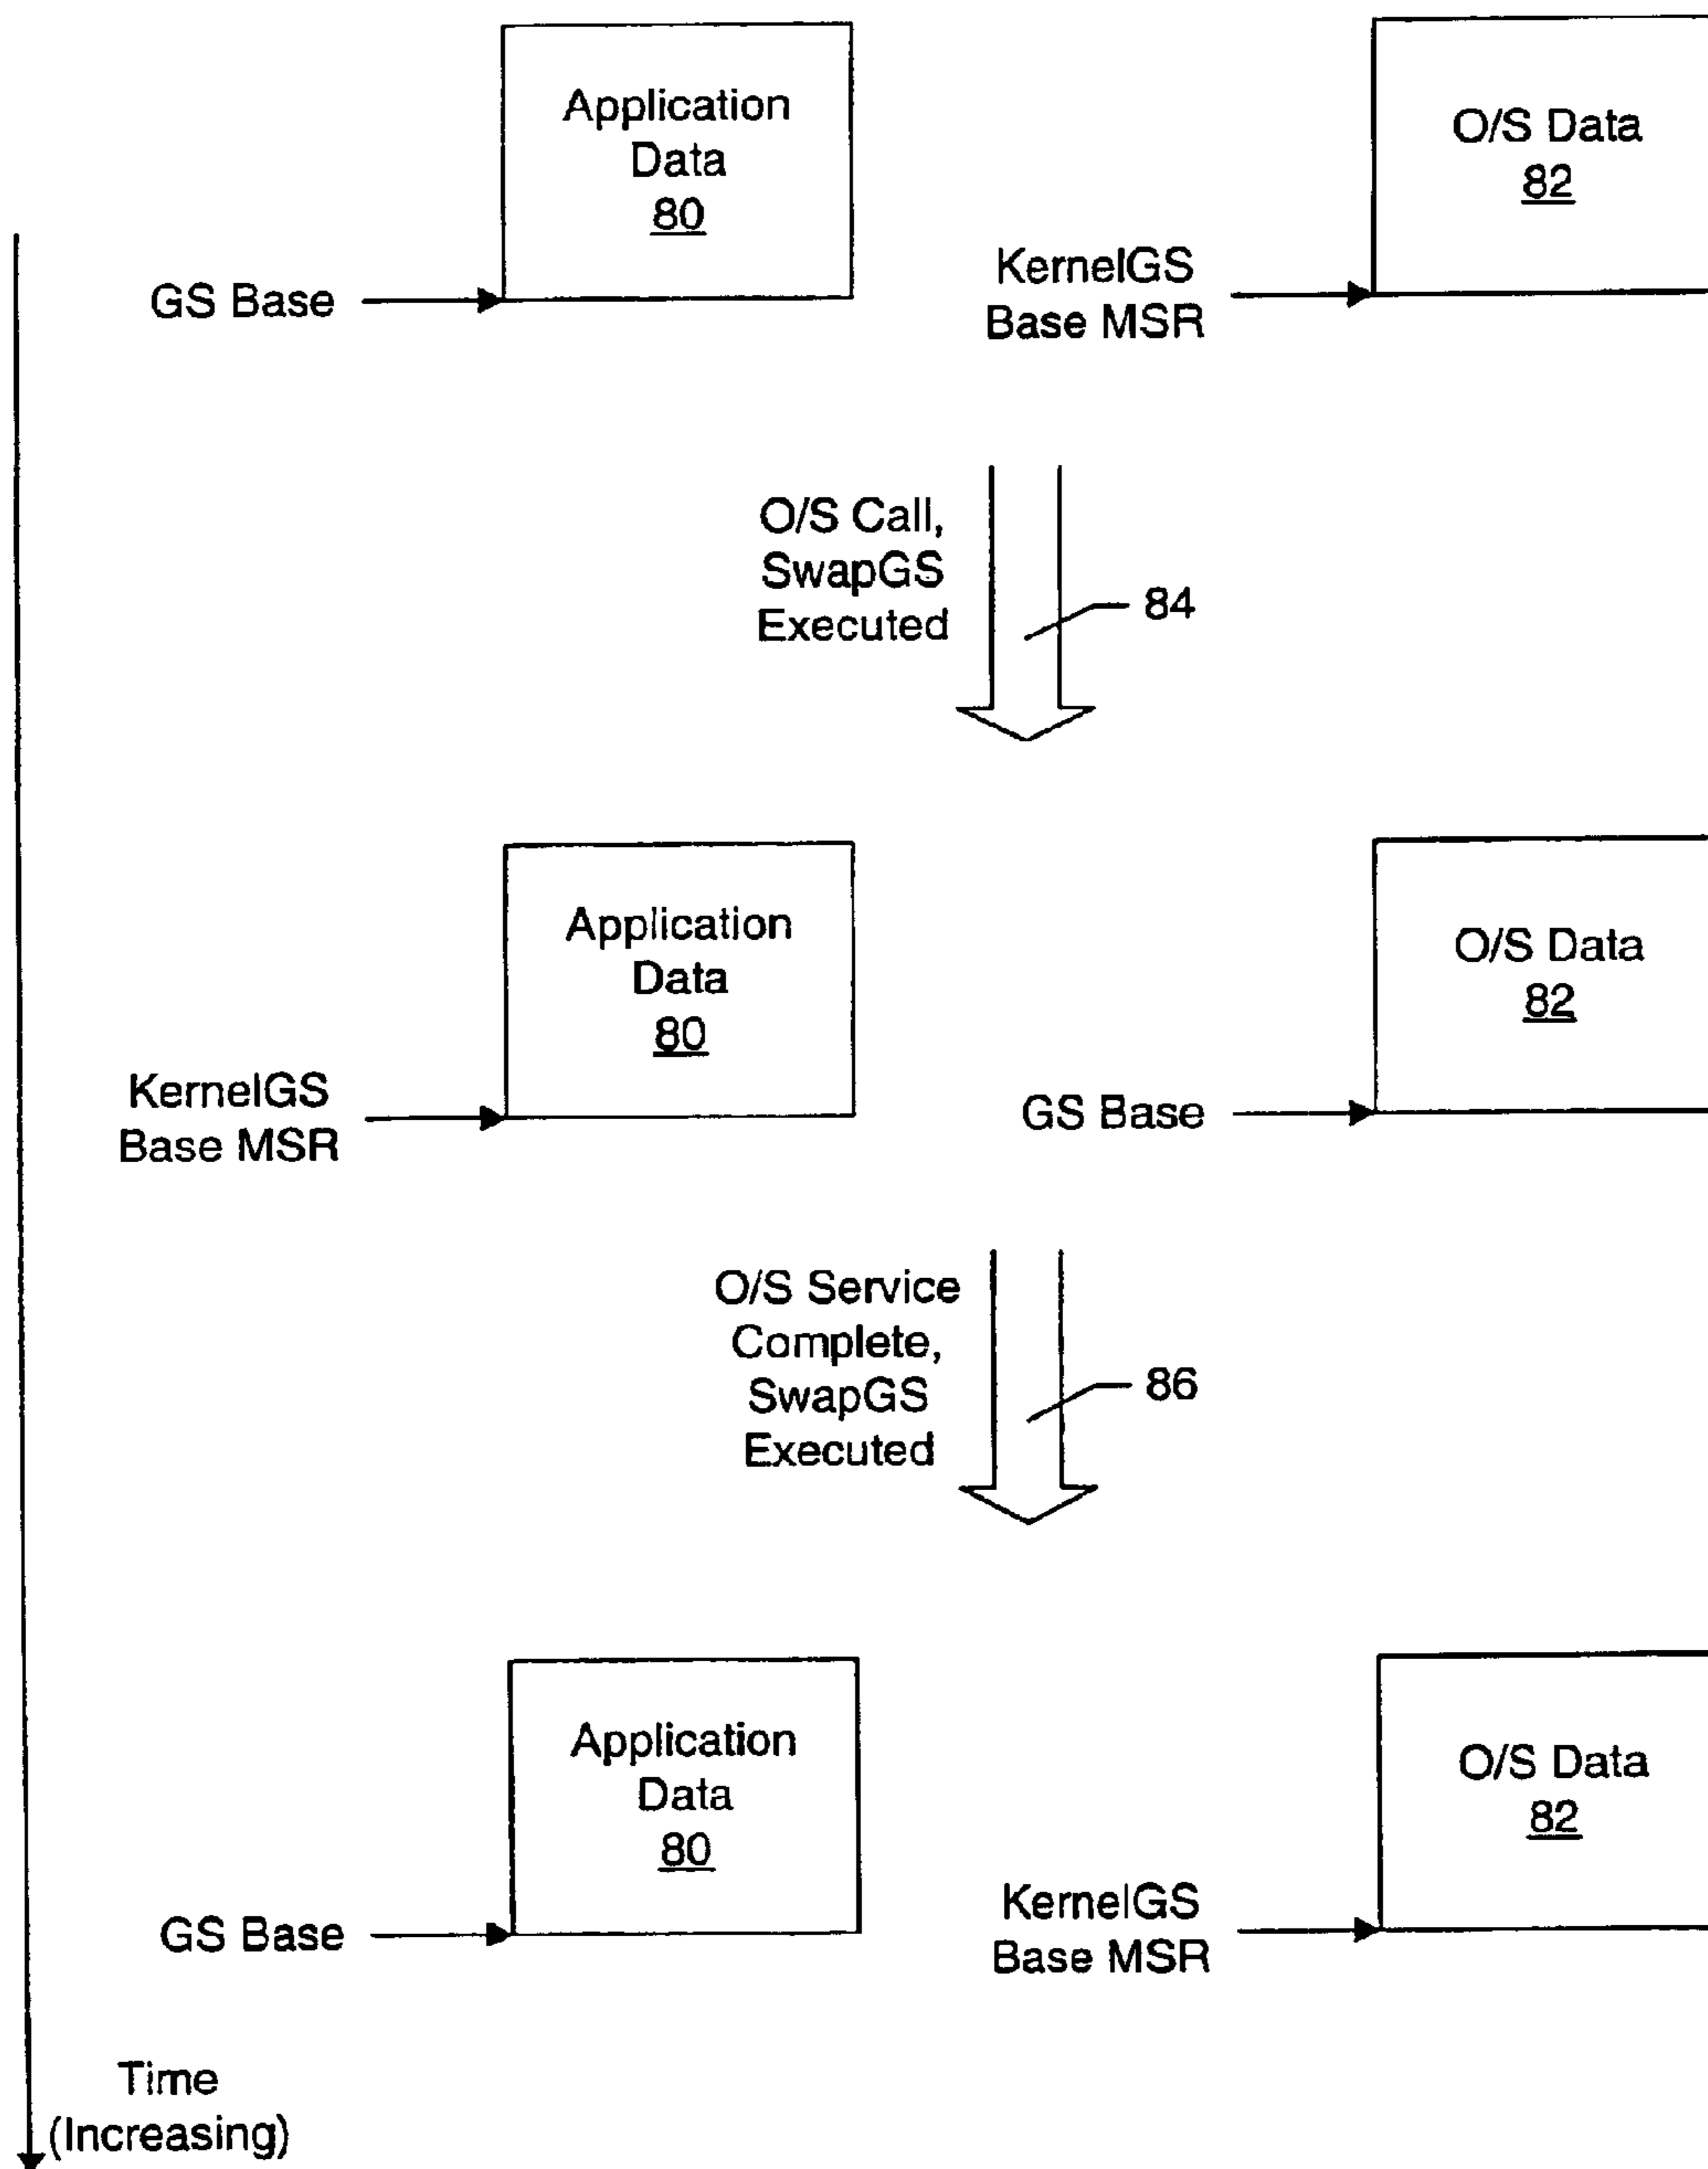 Application
Data
80
O/S Data
82
GS Base
KernelGS
Base MSR
O/S Call,
SwapGS
Executed
84
Application
Data
80
O/S Data
82
KernelGS
Base MSR
GS Base
O/S Service
Complete,
SwapGS
Executed
86
Application
Data
80
O/S Data
82
GS Base
KernelGS
Base MSR
Time
(Increasing)